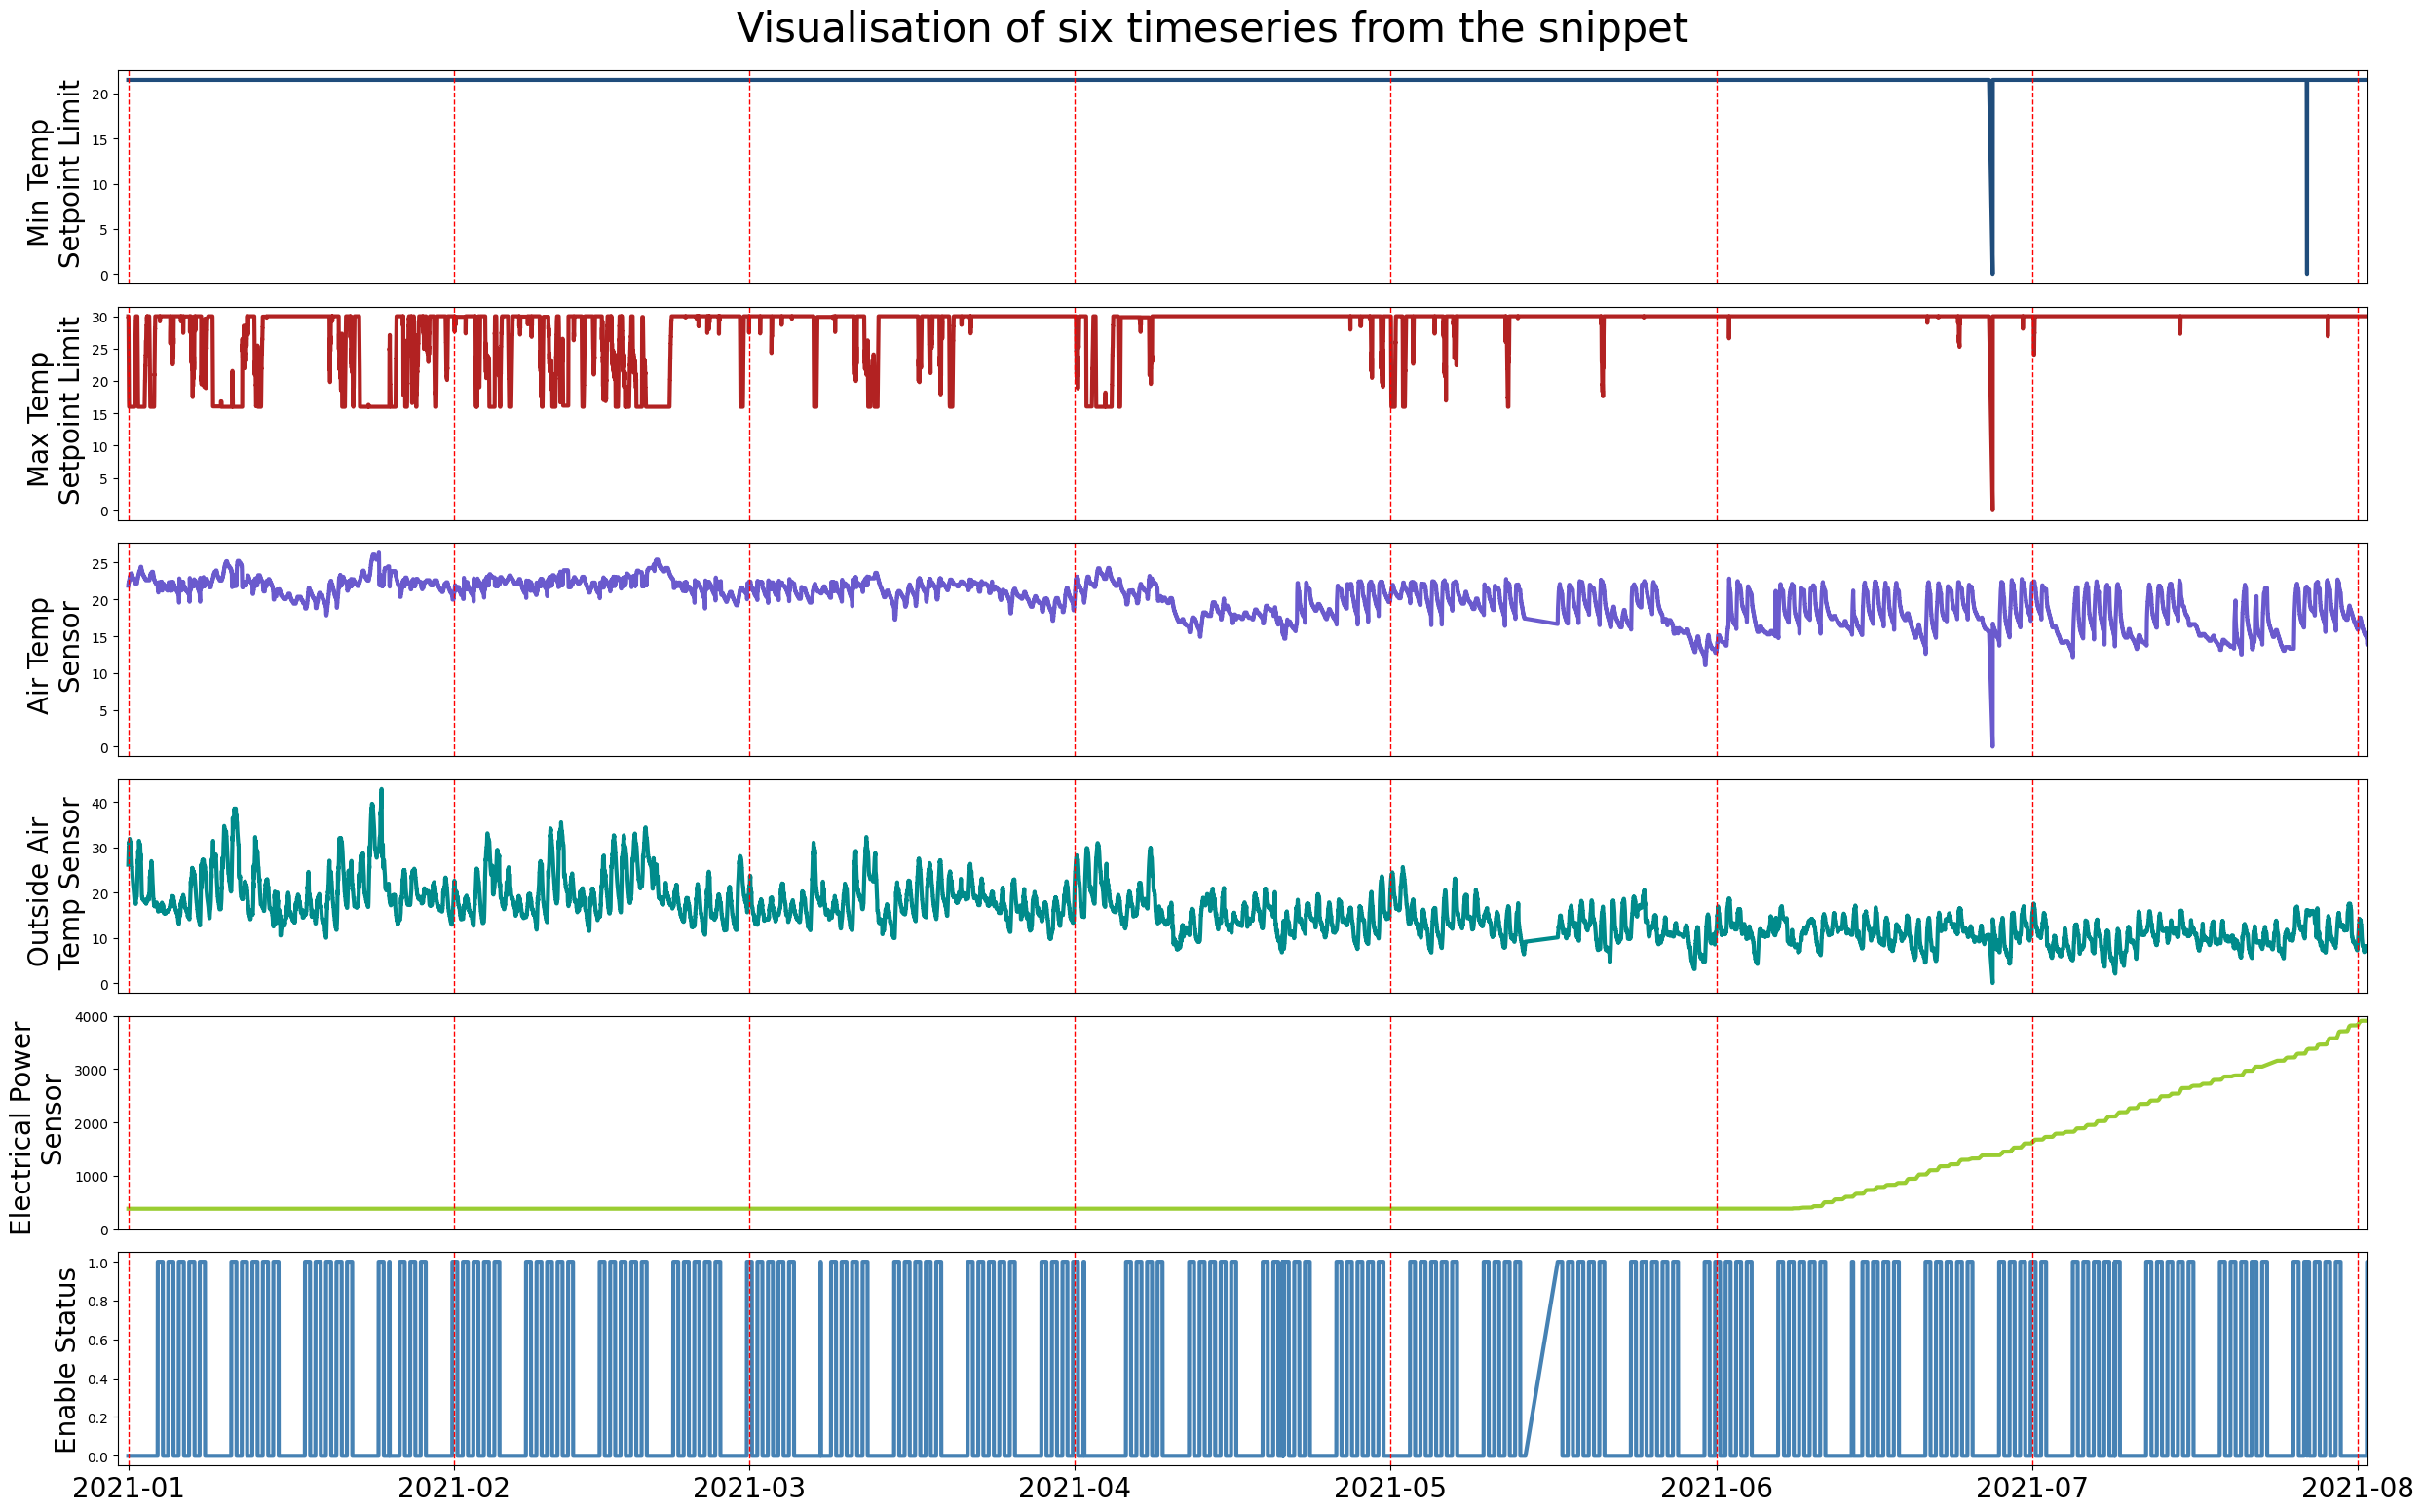 Visualisation of six timeseries from the snippet
Min Temp
Setpoint Limit
20
15
10
5
0
Max Temp
Setpoint Limit
30
25
20
15
10
5
0
Air Temp
Sensor
25
20
15
10
5
0
Outside Air
Temp Sensor
40
30
20
10
0
Electrical Power
Sensor
4000
3000
2000
1000
0
Enable Status
1.0
0.8
0.6
0.4
0.2
0.0
2021-01 2021-02 2021-03 2021-04 2021-05 2021-06 2021-07 2021-08